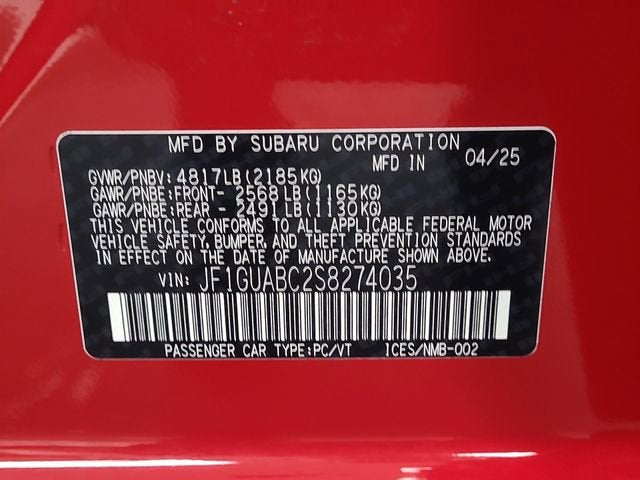 MFD BY SUBARU CORPORATION
MFD IN 04/25
GVWR/PNBV: 4817LB(2185KG)
GAWR/PNBE:FRONT- 2568LB(1165KG)
GAWR/PNBE:REAR - 2491LB(1130KG)
THIS VEHICLE CONFORMS TO ALL APPLICABLE FEDERAL MOTOR
VEHICLE SAFETY, BUMPER, AND THEFT PREVENTION STANDARDS
IN EFFECT ON THE DATE OF MANUFACTURE SHOWN ABOVE.
VIN: JF1GUABC2S8274035
PASSENGER CAR TYPE:PC/VT ICES/NMB-002